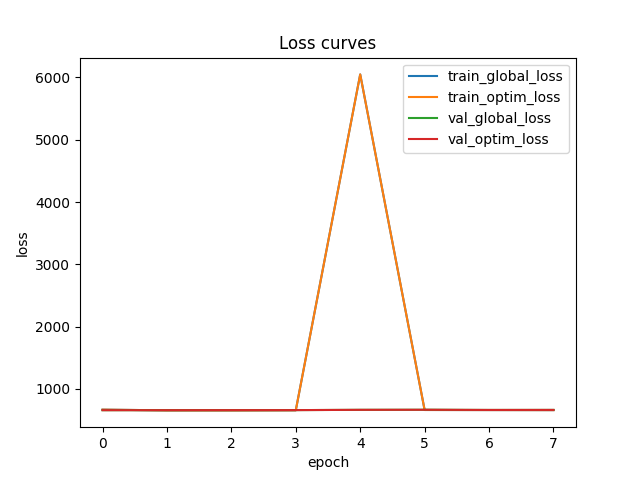 Loss curves
train_global_loss
train_optim_loss
val_global_loss
val_optim_loss
6000
5000
4000
3000
2000
1000
loss
0 1 2 3 4 5 6 7
epoch